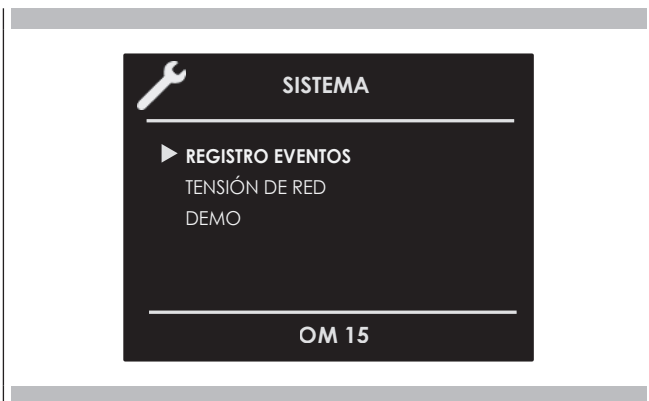 SISTEMA
REGISTRO EVENTOS
TENSIÓN DE RED
DEMO
OM 15